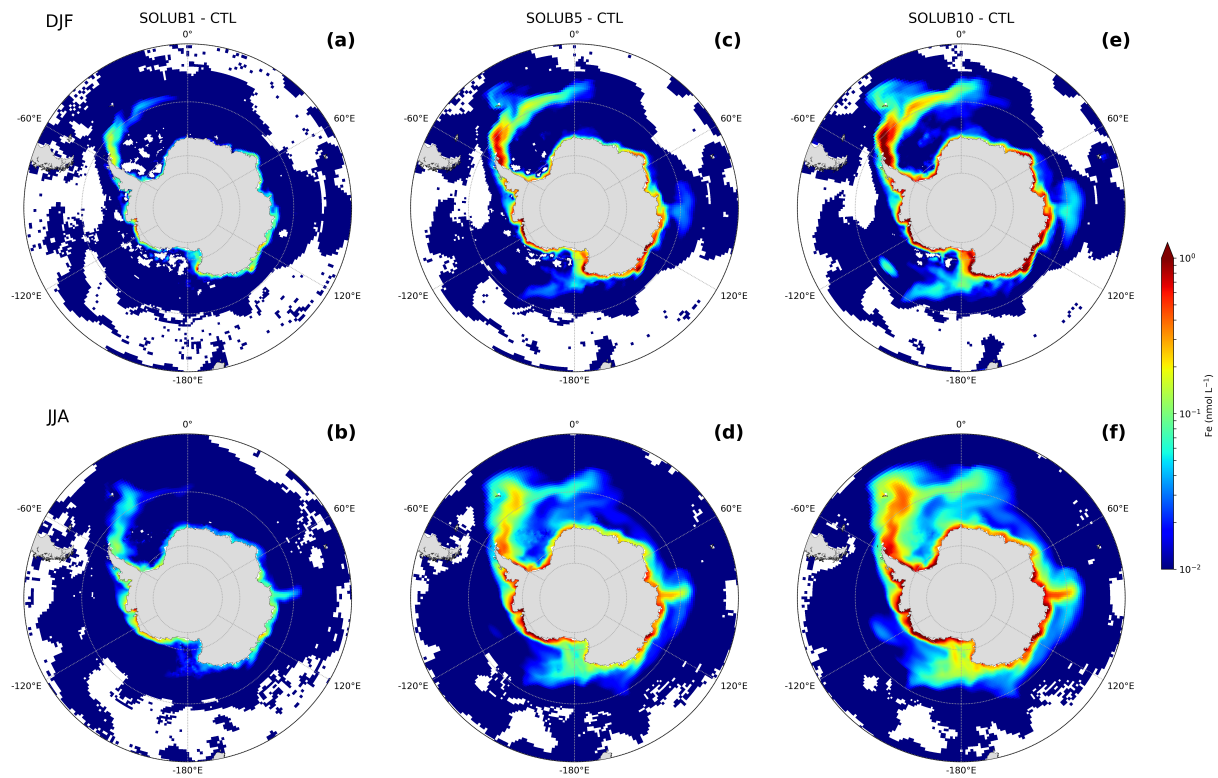 DJF
SOLUB1 - CTL
SOLUB5 - CTL
SOLUB10 - CTL
0°
(a)
0°
(c)
0°
(e)
-60°E
60°E
-60°E
60°E
-60°E
60°E
-120°E
120°E
-120°E
120°E
-120°E
120°E
-180°E
-180°E
-180°E
10⁰
10⁻¹
10⁻²
Fe (nmol L⁻¹)
JJA
0°
(b)
0°
(d)
0°
(f)
-60°E
60°E
-60°E
60°E
-60°E
60°E
-120°E
120°E
-120°E
120°E
-120°E
120°E
-180°E
-180°E
-180°E